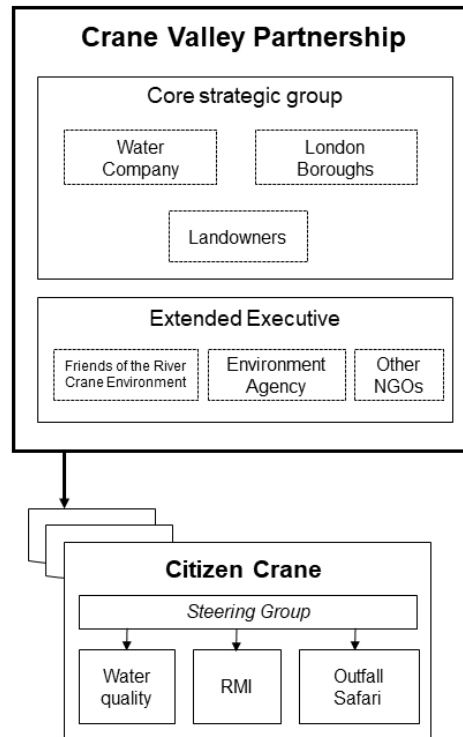 Crane Valley Partnership
Core strategic group
Water
Company
London
Boroughs
Landowners
Extended Executive
Friends of the River
Crane Environment
Environment
Agency
Other
NGOs
Citizen Crane
Steering Group
Water
quality
RMI
Outfall
Safari